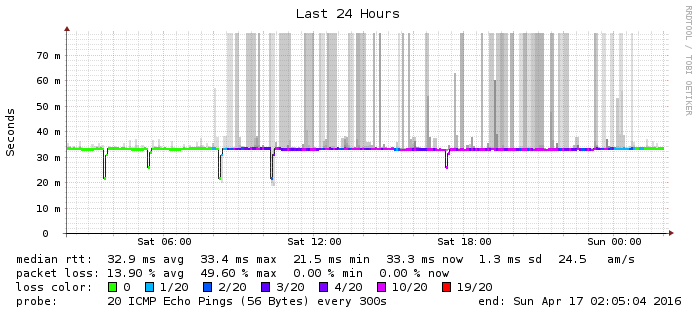 Last 24 Hours
RRDTOOL / TOBI OETIKER
Seconds
70 m
60 m
50 m
40 m
30 m
20 m
10 m
0
Sat 06:00 Sat 12:00 Sat 18:00 Sun 00:00
median rtt: 32.9 ms avg 33.4 ms max 21.5 ms min 33.3 ms now 1.3 ms sd 24.5 am/s
packet loss: 13.90 % avg 49.60 % max 0.00 % min 0.00 % now
loss color: 0 1/20 2/20 3/20 4/20 10/20 19/20
probe: 20 ICMP Echo Pings (56 Bytes) every 300s end: Sun Apr 17 02:05:04 2016